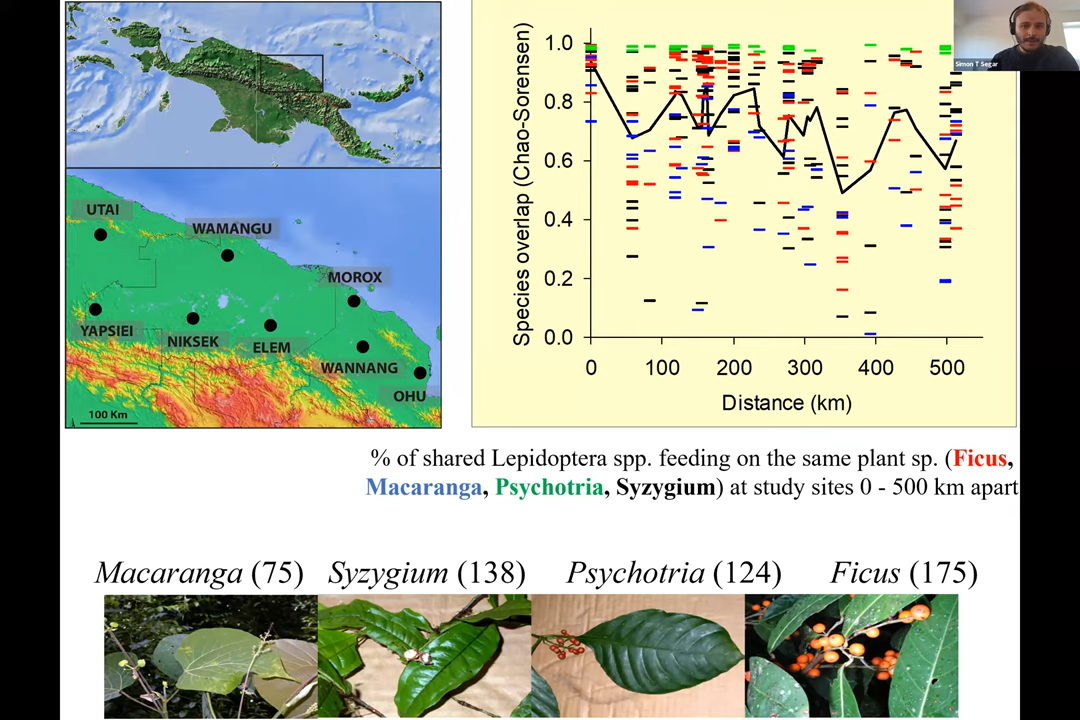 UTAI
WAMANGU
MOROX
YAPSIEI
NIKSEK
ELEM
WANNANG
OHU
100 Km
Species overlap (Chao-Sorensen)
1.0
0.8
0.6
0.4
0.2
0.0
0 100 200 300 400 500
Distance (km)
Simon T Segar
% of shared Lepidoptera spp. feeding on the same plant sp. (Ficus,
Macaranga, Psychotria, Syzygium) at study sites 0 - 500 km apart
Macaranga (75) Syzygium (138) Psychotria (124) Ficus (175)